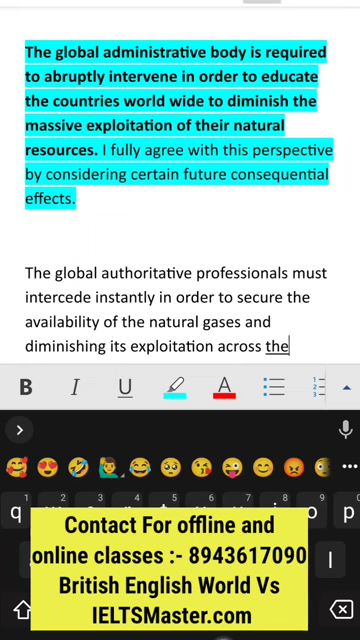 The global administrative body is required
to abruptly intervene in order to educate
the countries world wide to diminish the
massive exploitation of their natural
resources. I fully agree with this perspective
by considering certain future consequential
effects.
The global authoritative professionals must
intercede instantly in order to secure the
availability of the natural gases and
diminishing its exploitation across the
B I U A
1
2
3
q w o p
l
Contact For offline and
online classes :- 8943617090
British English World Vs
IELTSMaster.com